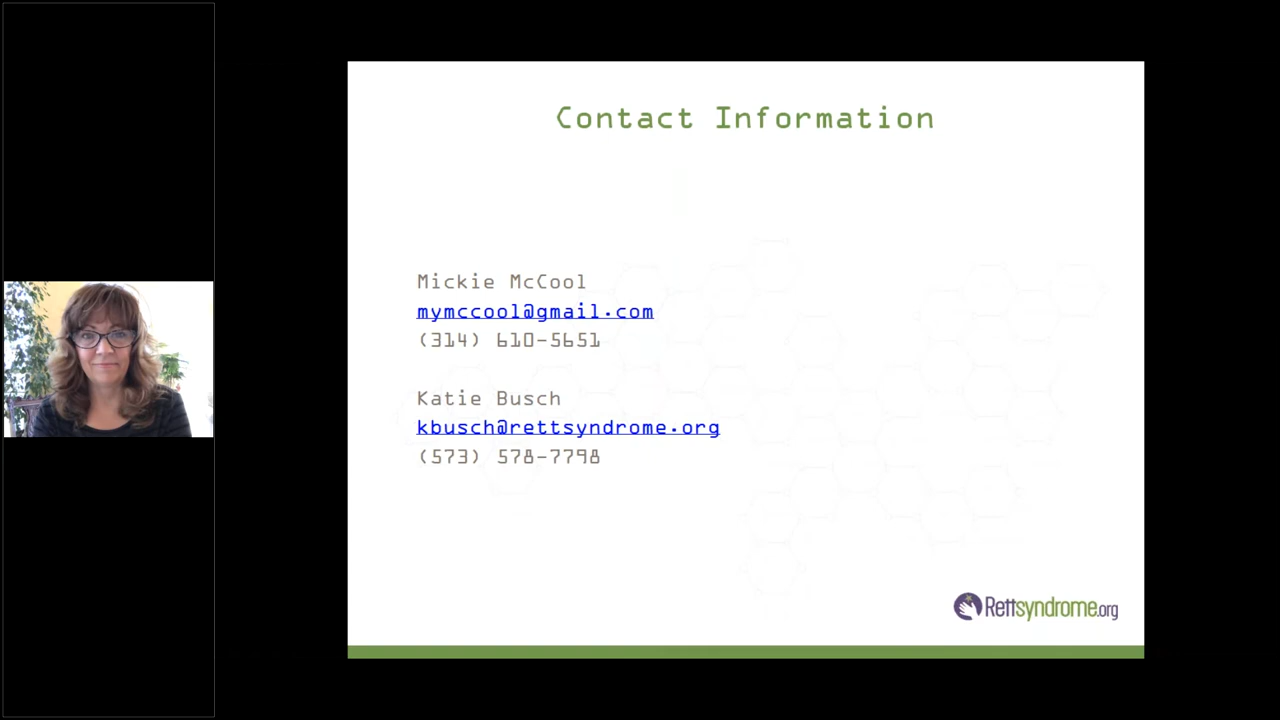 Contact Information
Mickie McCool
mymccool@gmail.com
(314) 610-5651
Katie Busch
kbusch@rettsyndrome.org
(573) 578-7798
Rettsyndrome.org